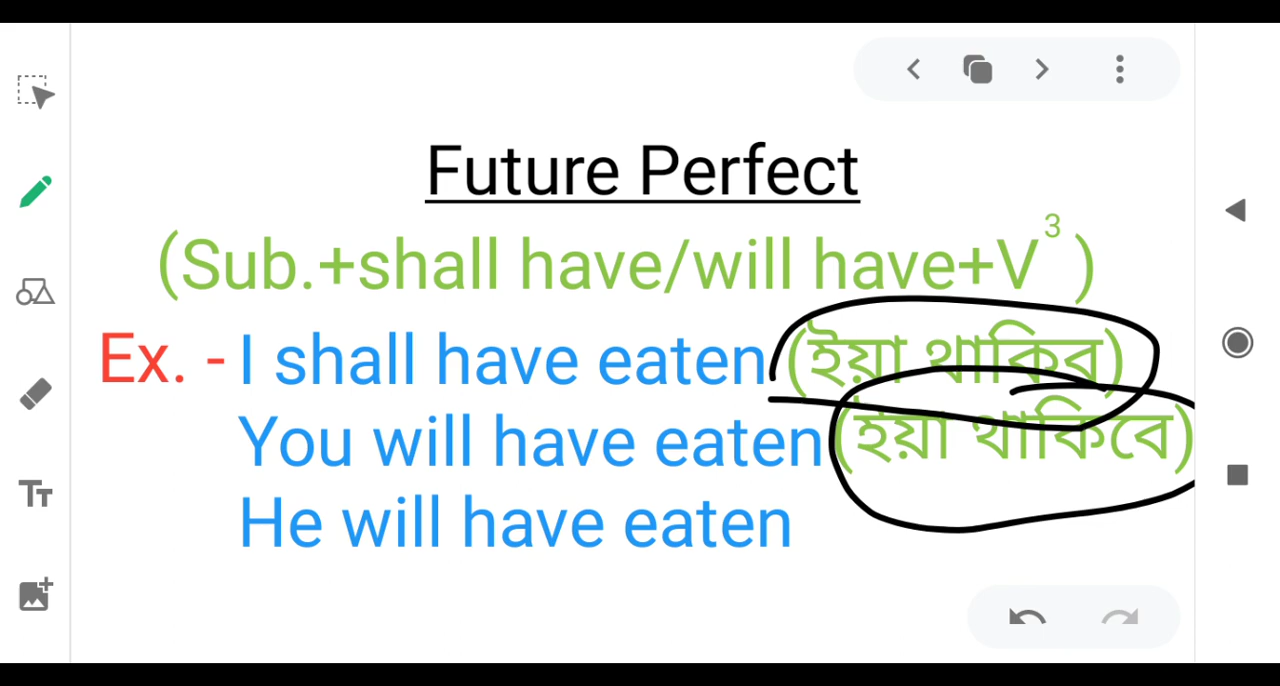 Future Perfect
(Sub.+shall have/will have+V³)
Ex. - I shall have eaten (ইয়া থাকিব)
You will have eaten (ইয়া থাকিবে)
He will have eaten